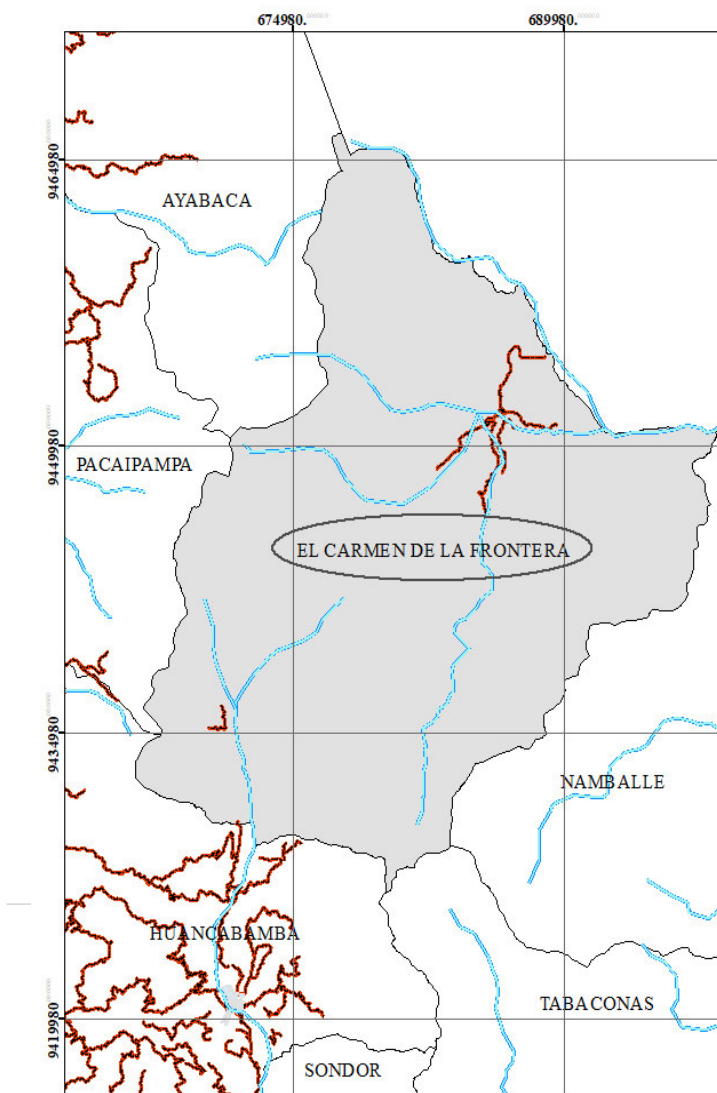 674980.
689980.
9464980
AYABACA
9449980
PACAIPAMPA
EL CARMEN DE LA FRONTERA
9434980
NAMBALLE
HUANCABAMBA
9419980
TABACONAS
SONDOR